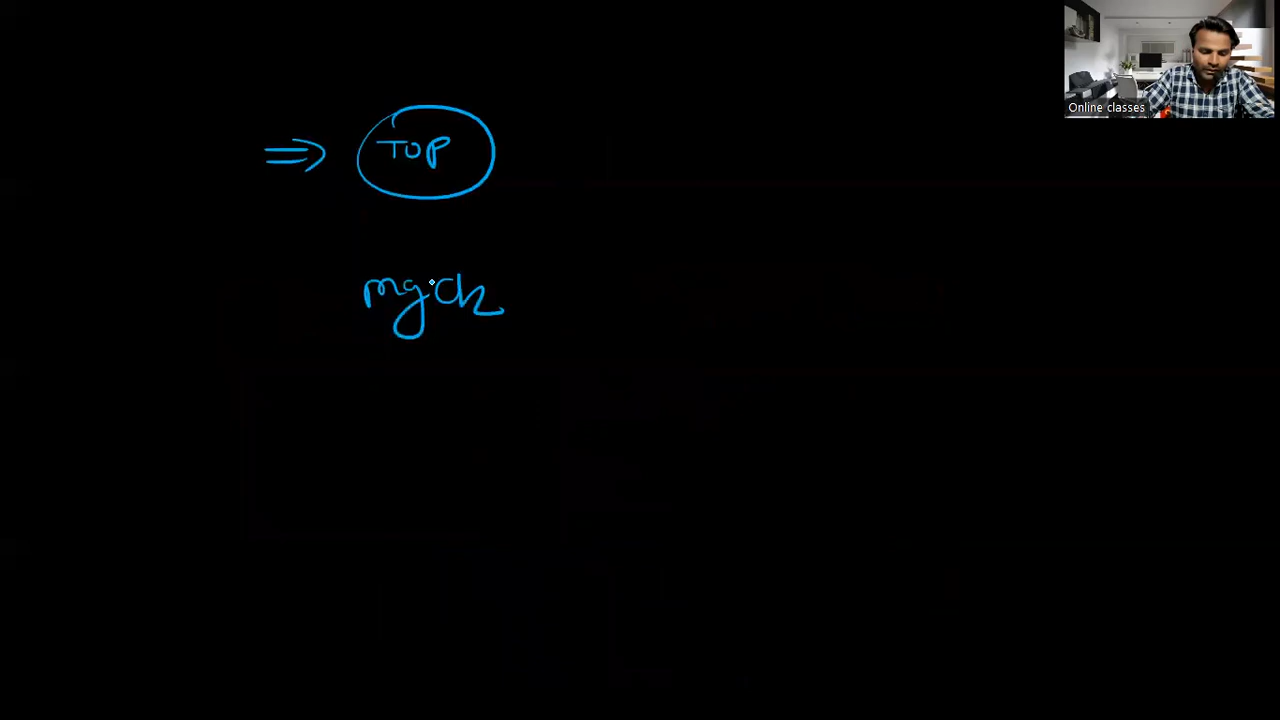 Online classes
⇒ TOP
mgch